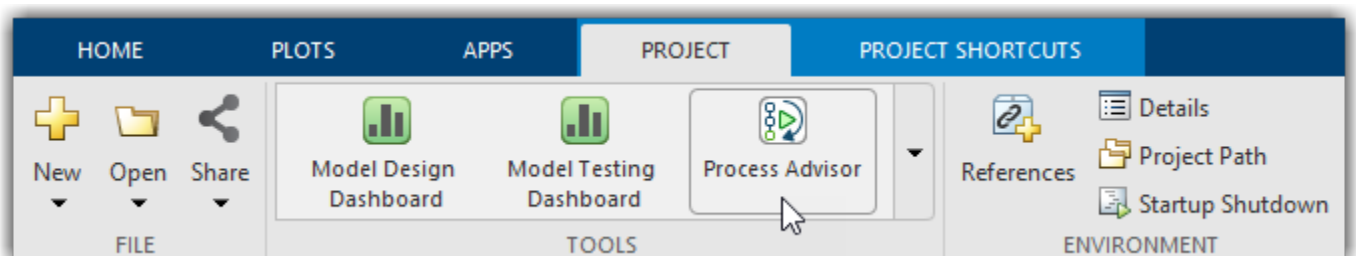 HOME PLOTS APPS PROJECT PROJECT SHORTCUTS
New Open Share
Model Design Dashboard
Model Testing Dashboard
Process Advisor
References
Details
Project Path
Startup Shutdown
FILE TOOLS ENVIRONMENT